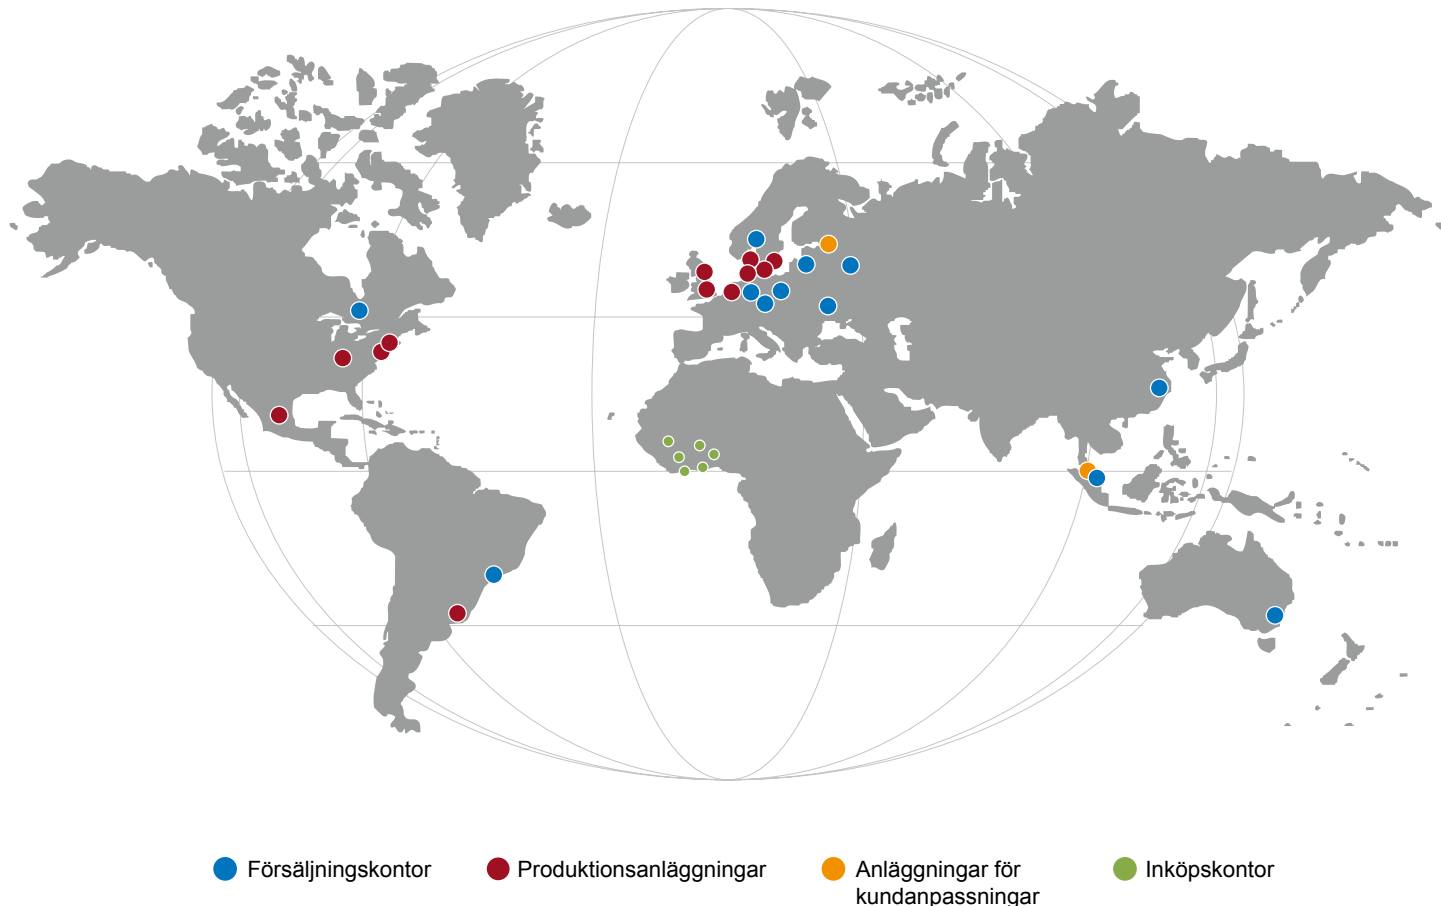 Försäljningskontor
Produktionsanläggningar
Anläggningar för
kundanpassningar
Inköpskontor